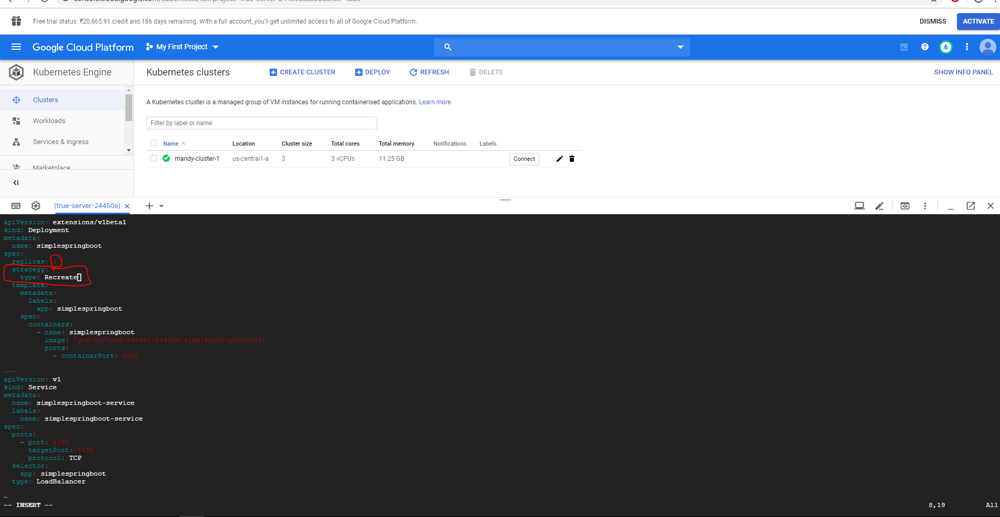 Free trial status: ₹20,665.91 credit and 186 days remaining. With a full account, you'll get unlimited access to all of Google Cloud Platform.
DISMISS
ACTIVATE
Google Cloud Platform
My First Project
6
Kubernetes Engine
Kubernetes clusters
CREATE CLUSTER
DEPLOY
REFRESH
DELETE
SHOW INFO PANEL
Clusters
Workloads
Services & Ingress
Marketplace
A Kubernetes cluster is a managed group of VM instances for running containerised applications. Learn more
Filter by label or name
Name Location Cluster size Total cores Total memory Notifications Labels
mandy-cluster-1 us-central1-a 3 3 vCPUs 11.25 GB Connect
(true-server-244506)
apiVersion: extensions/v1beta1
kind: Deployment
metadata:
name: simplespringboot
spec:
replicas:
strategy:
type: Recreate
template:
metadata:
labels:
app: simplespringboot
spec:
containers:
- name: simplespringboot
image: 'gcr.io/true-server-244506/simplespringboot:v2'
ports:
- containerPort: 8080
---
apiVersion: v1
kind: Service
metadata:
name: simplespringboot-service
labels:
name: simplespringboot-service
spec:
ports:
- port: 8080
targetPort: 8080
protocol: TCP
selector:
app: simplespringboot
type: LoadBalancer
~
-- INSERT --
8,19
All